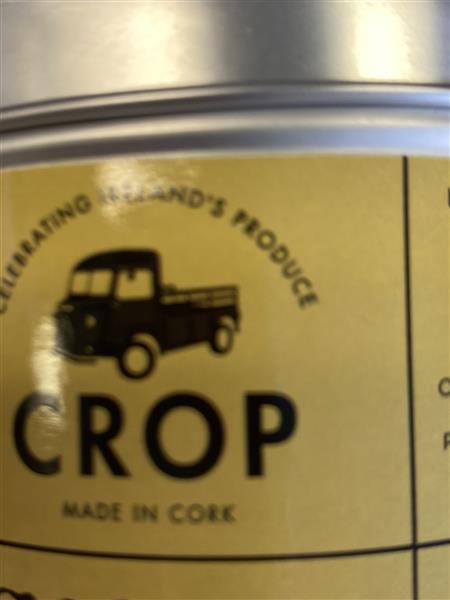 CELEBRATING IRELAND'S PRODUCE
CROP
MADE IN CORK